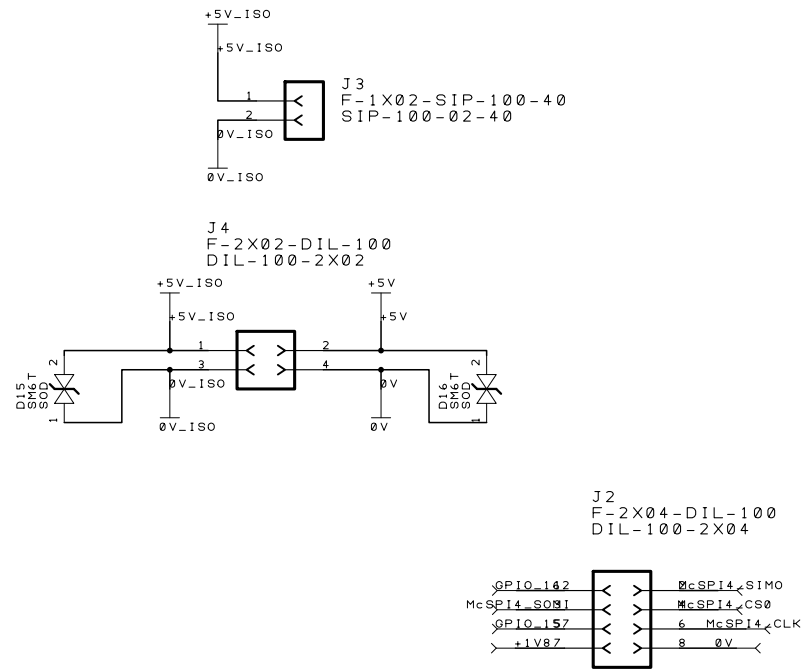 +5V_ISO
+5V_ISO
1
2
0V_ISO
0V_ISO
J3
F-1X02-SIP-100-40
SIP-100-02-40
J4
F-2X02-DIL-100
DIL-100-2X02
+5V_ISO
+5V
+5V_ISO
+5V
1
2
3
4
0V_ISO
0V
0V_ISO
0V
2
D15
SM6T
SOD
1
2
D16
SM6T
SOD
1
J2
F-2X04-DIL-100
DIL-100-2X04
GPIO_162
McSPI4_SIMO
McSPI4_SOMI
McSPI4_CS0
GPIO_157
6 McSPI4_CLK
+1V8 7
8 0V